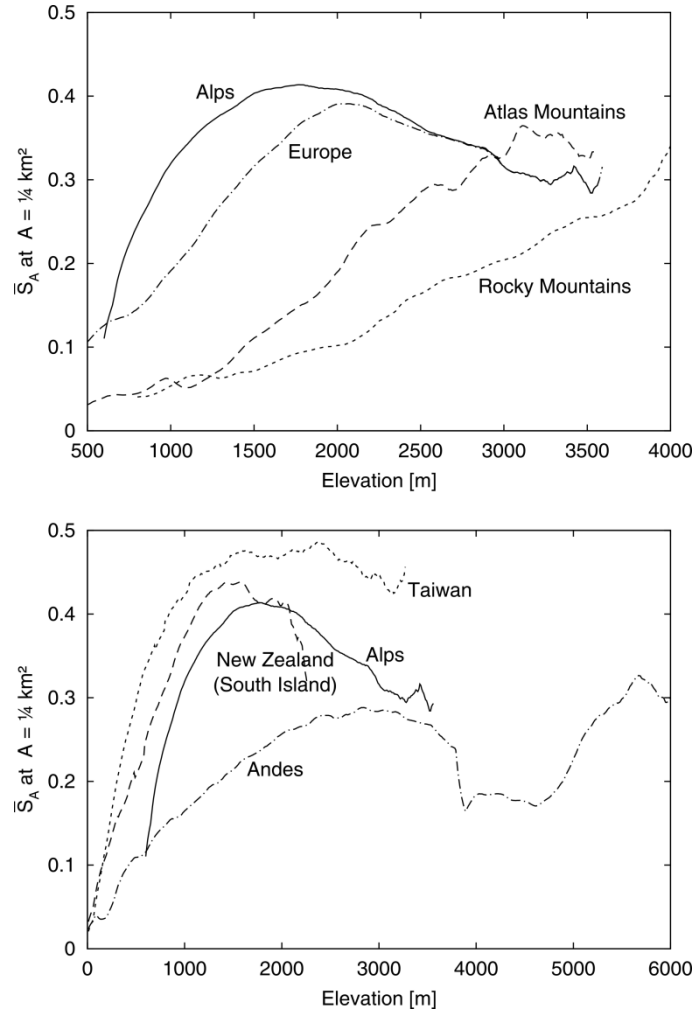 0.5
0.4
0.3
0.2
0.1
0
S̅_A at A = ¼ km²
Alps
Europe
Atlas Mountains
Rocky Mountains
500 1000 1500 2000 2500 3000 3500 4000
Elevation [m]
0.5
0.4
0.3
0.2
0.1
0
S̅_A at A = ¼ km²
Taiwan
New Zealand
(South Island)
Alps
Andes
0 1000 2000 3000 4000 5000 6000
Elevation [m]